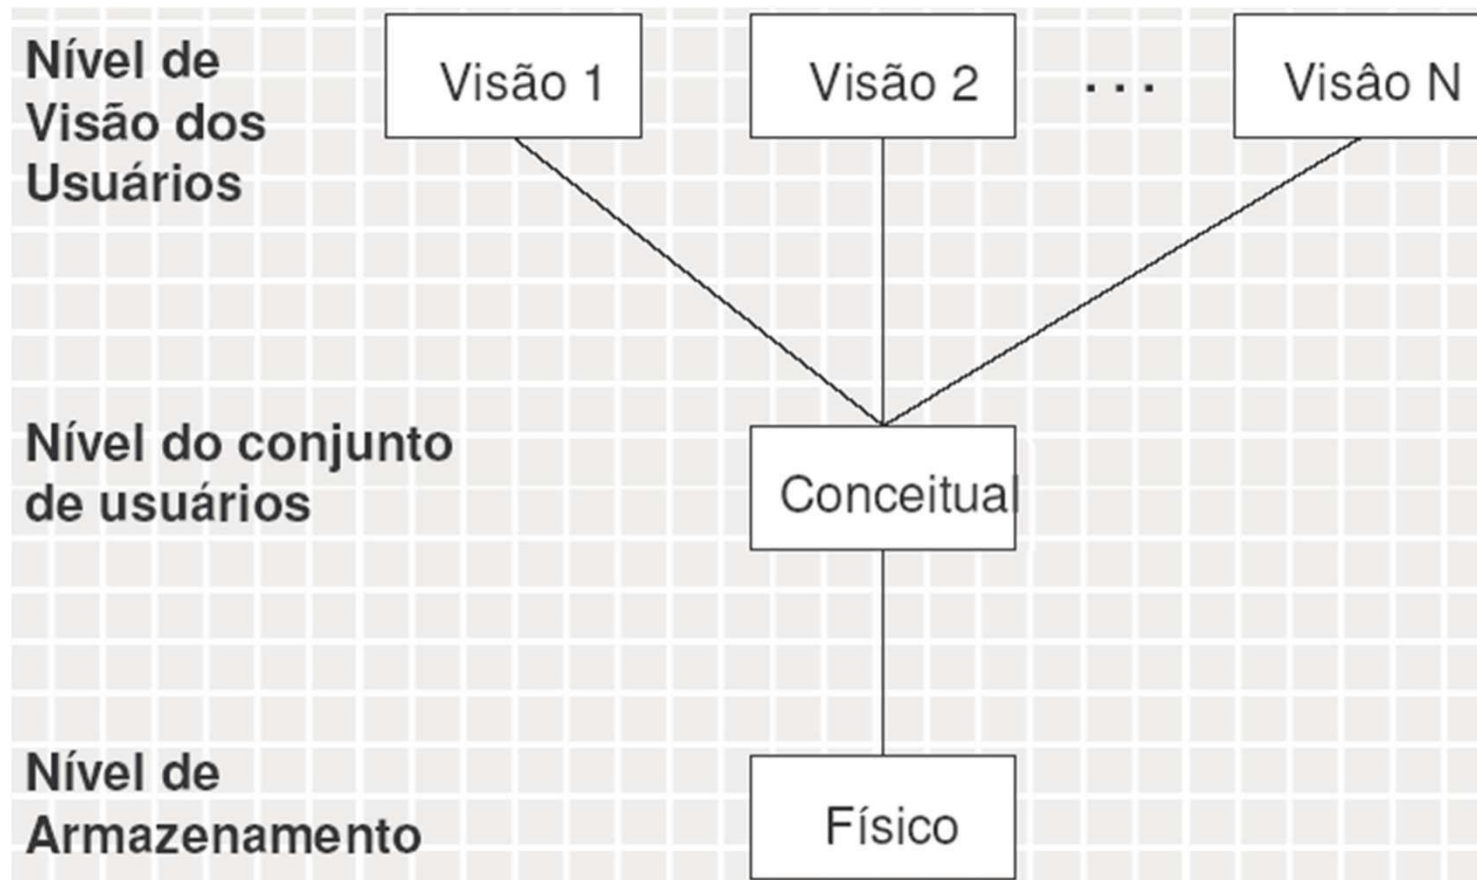 Nível de
Visão dos
Usuários
Visão 1
Visão 2
...
Visâo N
Nível do conjunto
de usuários
Conceitual
Nível de
Armazenamento
Físico